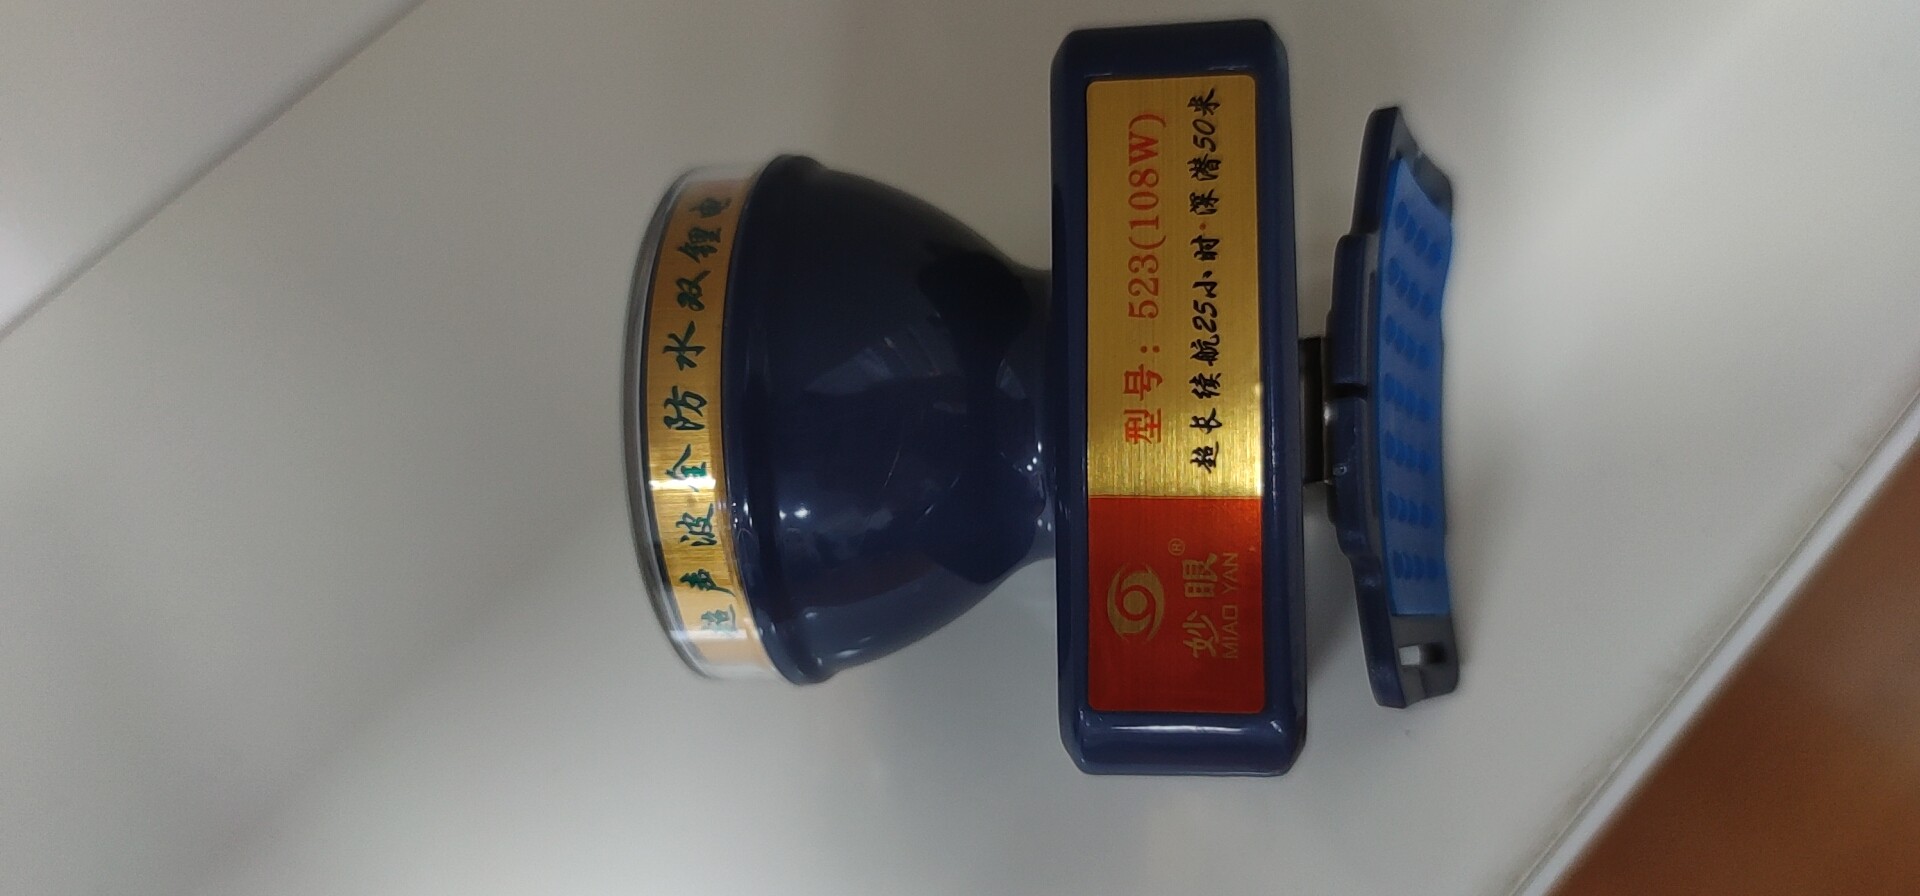 超声波全防水双锂电
妙眼®
MIAO YAN
型号：523(108W)
超长续航25小时·深潜50米